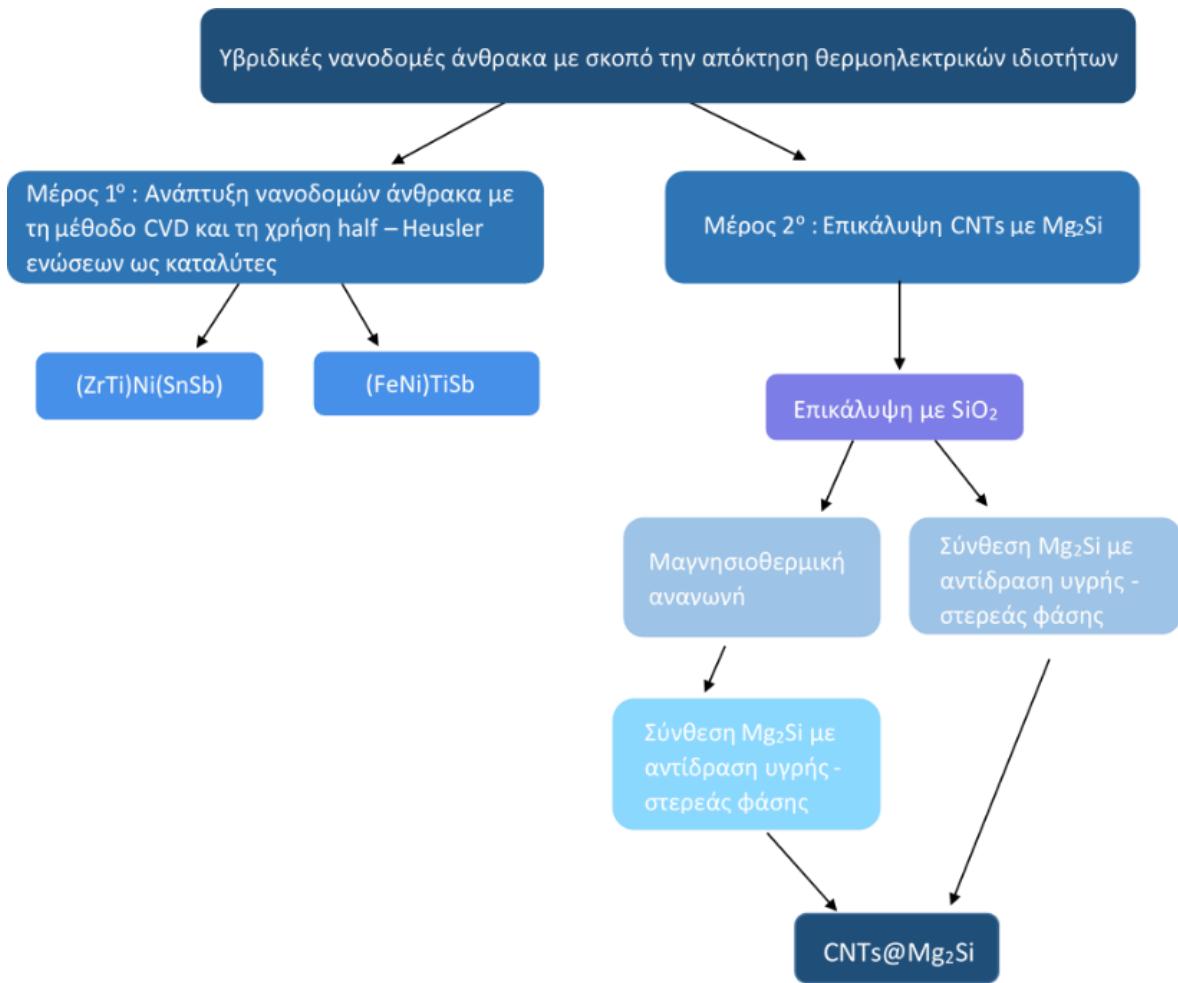 Υβριδικές νανοδομές άνθρακα με σκοπό την απόκτηση θερμοηλεκτρικών ιδιοτήτων
Μέρος 1ο : Ανάπτυξη νανοδομών άνθρακα με
τη μέθοδο CVD και τη χρήση half – Heusler
ενώσεων ως καταλύτες
Μέρος 2ο : Επικάλυψη CNTs με Mg₂Si
(ZrTi)Ni(SnSb)
(FeNi)TiSb
Επικάλυψη με SiO₂
Μαγνησιοθερμική
ανανωνή
Σύνθεση Mg₂Si με
αντίδραση υγρής -
στερεάς φάσης
Σύνθεση Mg₂Si με
αντίδραση υγρής -
στερεάς φάσης
CNTs@Mg₂Si